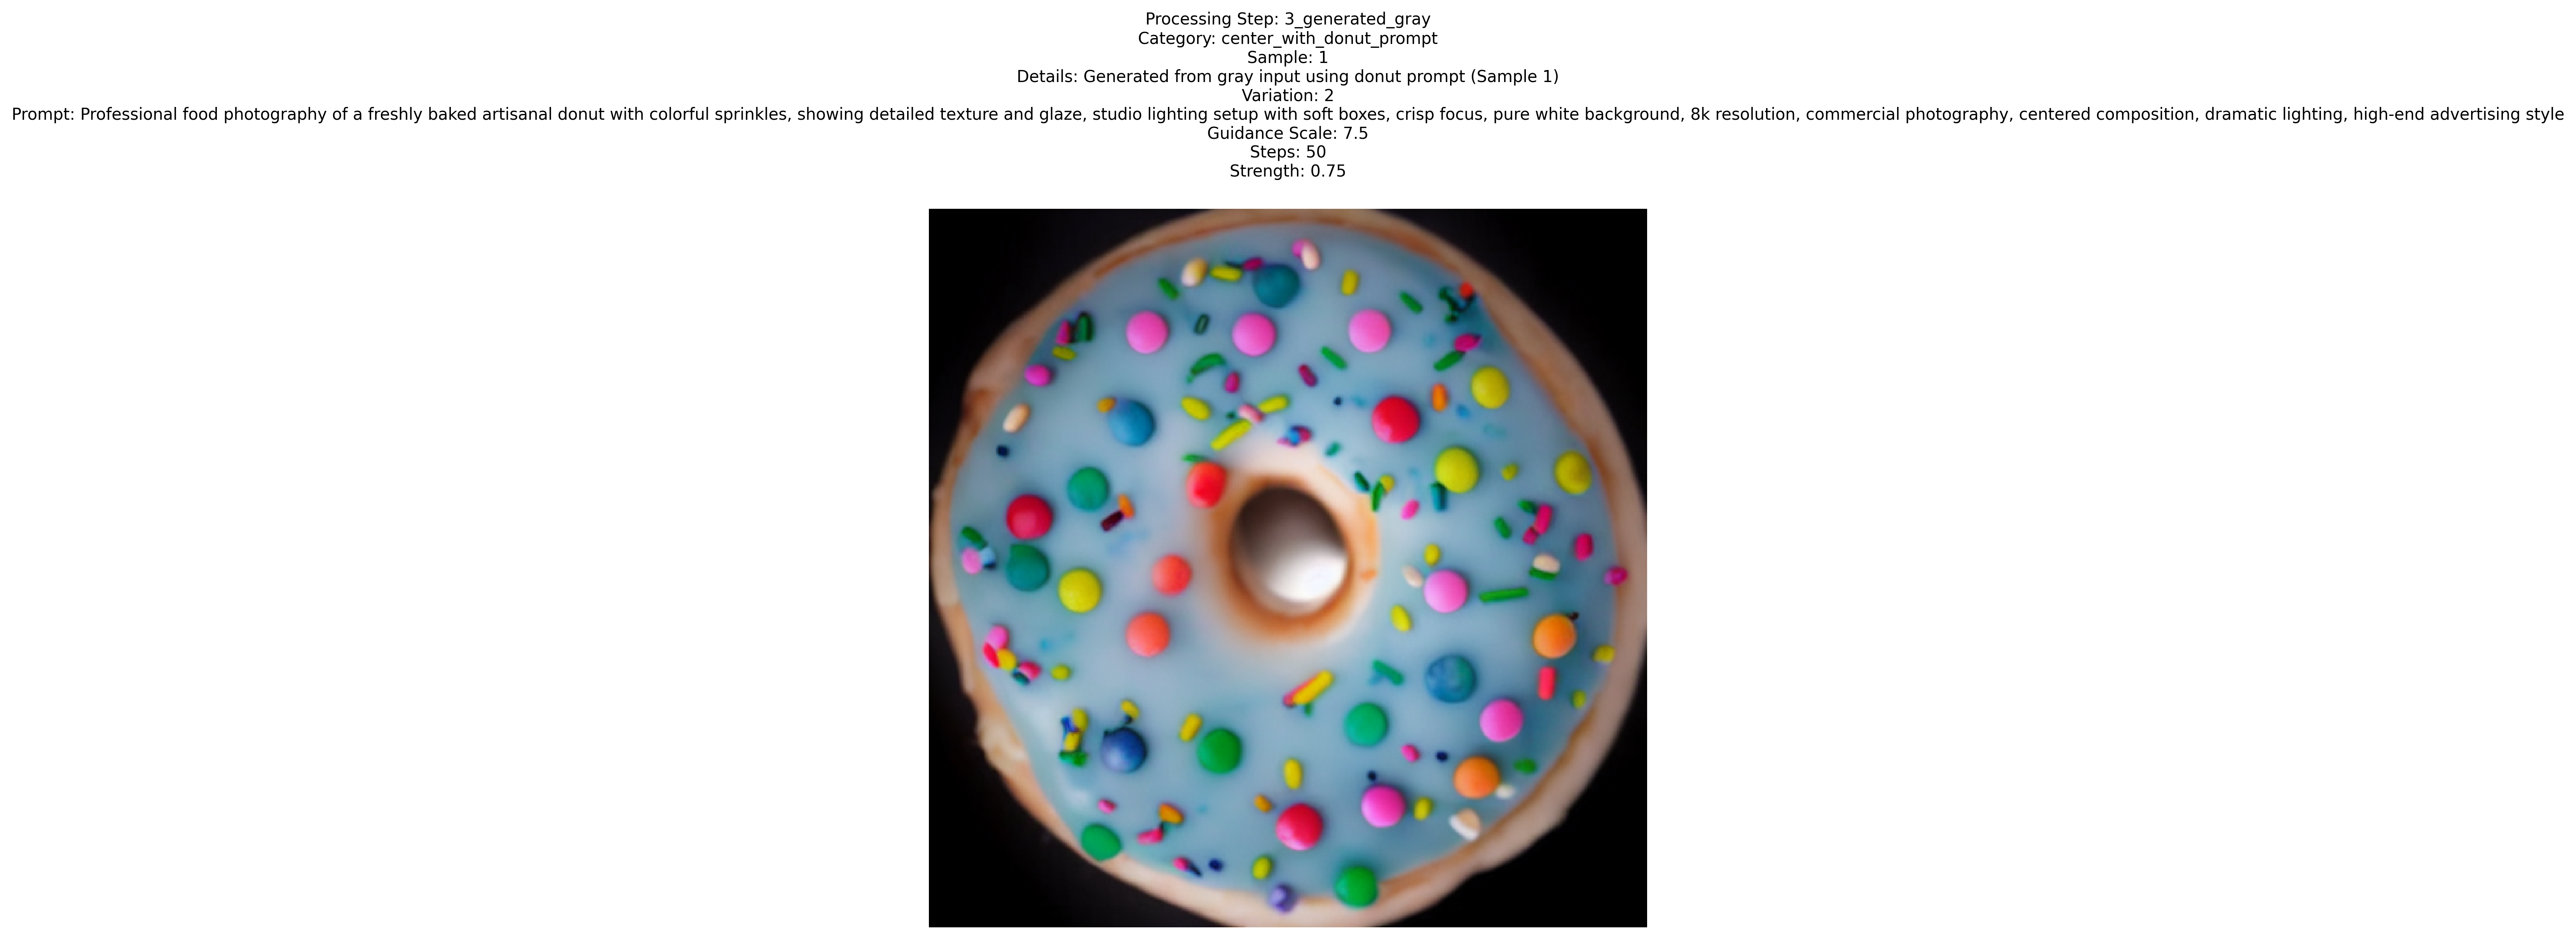 Processing Step: 3_generated_gray
Category: center_with_donut_prompt
Sample: 1
Details: Generated from gray input using donut prompt (Sample 1)
Variation: 2
Prompt: Professional food photography of a freshly baked artisanal donut with colorful sprinkles, showing detailed texture and glaze, studio lighting setup with soft boxes, crisp focus, pure white background, 8k resolution, commercial photography, centered composition, dramatic lighting, high-end advertising style
Guidance Scale: 7.5
Steps: 50
Strength: 0.75